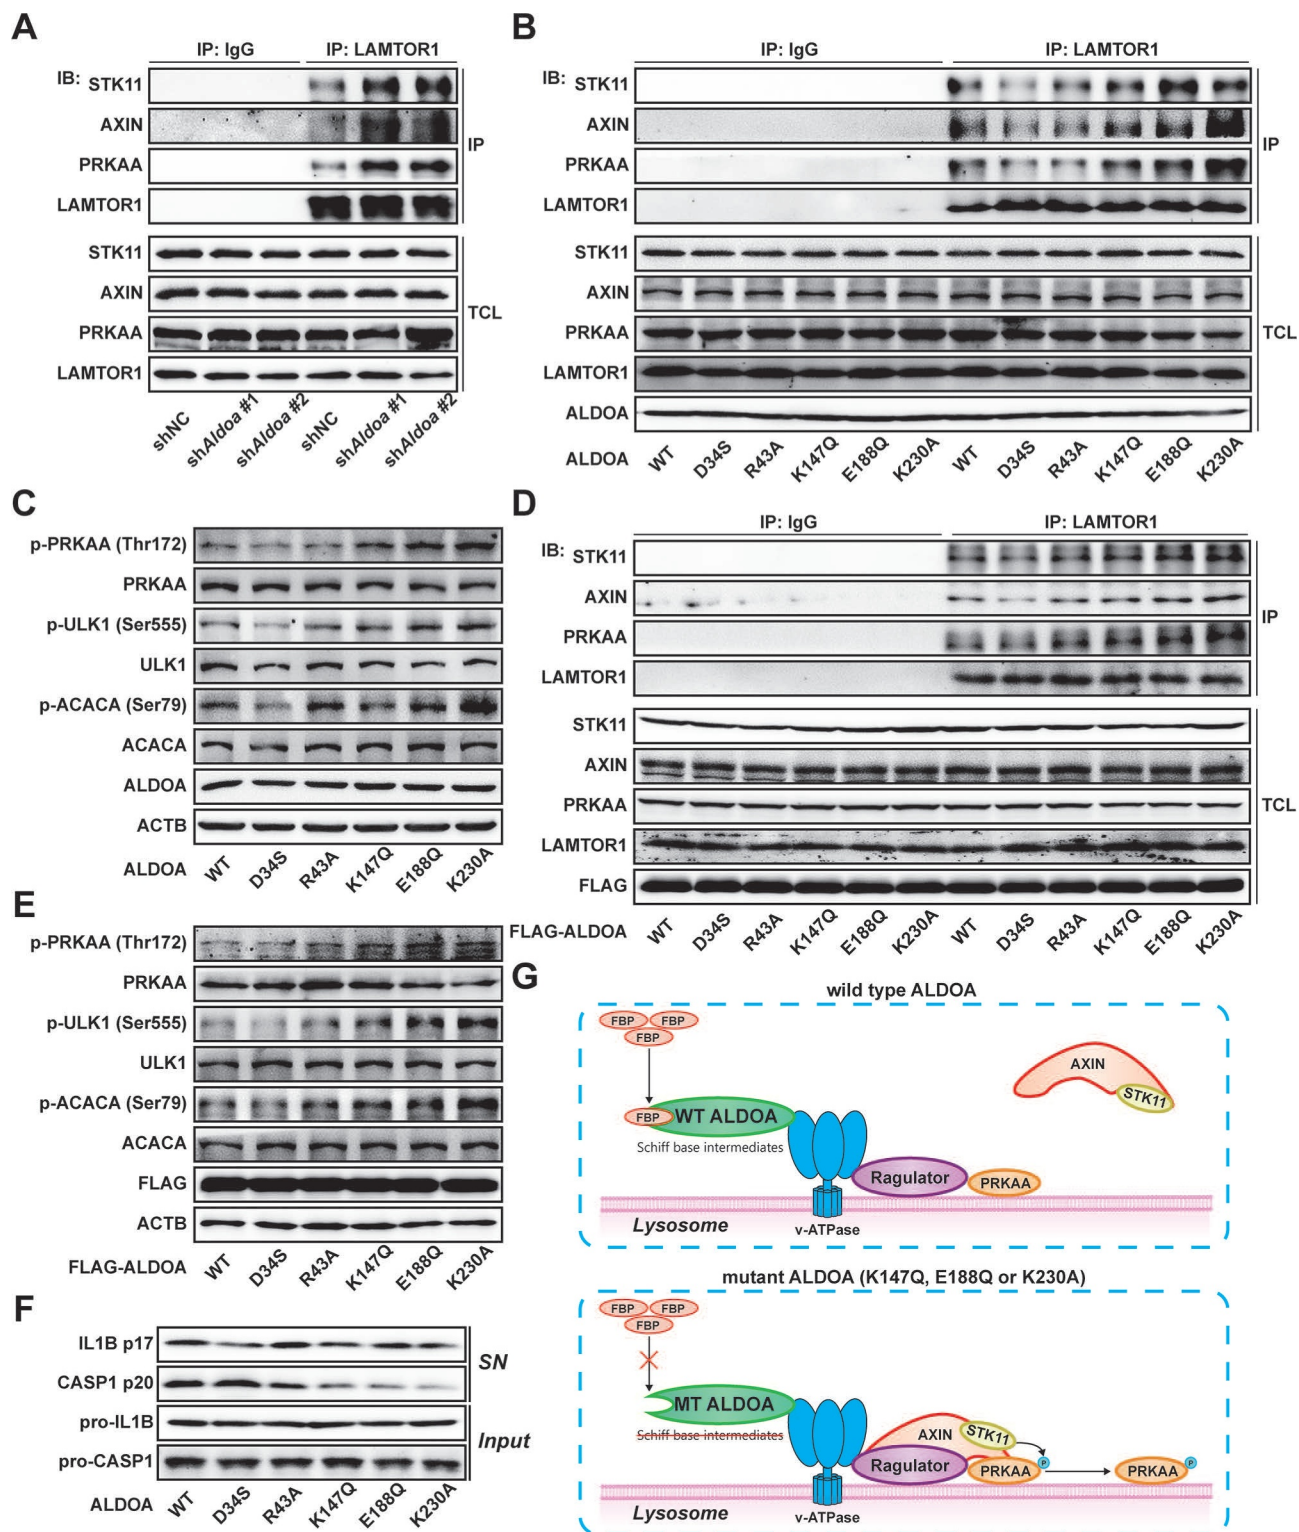 A
IP: IgG IP: LAMTOR1
IB: STK11
AXIN
PRKAA
LAMTOR1
IP
STK11
AXIN
PRKAA
LAMTOR1
TCL
shNC shAldoa #1 shAldoa #2 shNC shAldoa #1 shAldoa #2
B
IP: IgG IP: LAMTOR1
IB: STK11
AXIN
PRKAA
LAMTOR1
IP
STK11
AXIN
PRKAA
LAMTOR1
ALDOA
TCL
ALDOA WT D34S R43A K147Q E188Q K230A WT D34S R43A K147Q E188Q K230A
C
p-PRKAA (Thr172)
PRKAA
p-ULK1 (Ser555)
ULK1
p-ACACA (Ser79)
ACACA
ALDOA
ACTB
ALDOA WT D34S R43A K147Q E188Q K230A
D
IP: IgG IP: LAMTOR1
IB: STK11
AXIN
PRKAA
LAMTOR1
IP
STK11
AXIN
PRKAA
LAMTOR1
FLAG
TCL
FLAG-ALDOA WT D34S R43A K147Q E188Q K230A WT D34S R43A K147Q E188Q K230A
E
p-PRKAA (Thr172)
PRKAA
p-ULK1 (Ser555)
ULK1
p-ACACA (Ser79)
ACACA
FLAG
ACTB
FLAG-ALDOA WT D34S R43A K147Q E188Q K230A
F
IL1B p17
CASP1 p20
SN
pro-IL1B
pro-CASP1
Input
ALDOA WT D34S R43A K147Q E188Q K230A
G
wild type ALDOA
FBP FBP
FBP
AXIN
STK11
FBP WT ALDOA
Schiff base intermediates
Ragulator PRKAA
Lysosome v-ATPase
mutant ALDOA (K147Q, E188Q or K230A)
FBP FBP
FBP
MT ALDOA
Schiff base intermediates
AXIN STK11
Ragulator PRKAA P PRKAA P
Lysosome v-ATPase